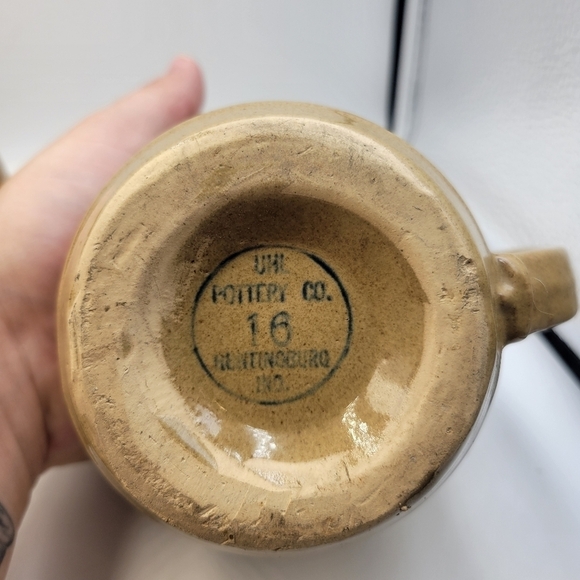 UHL
POTTERY CO.
16
HUNTINGBURG
IND.